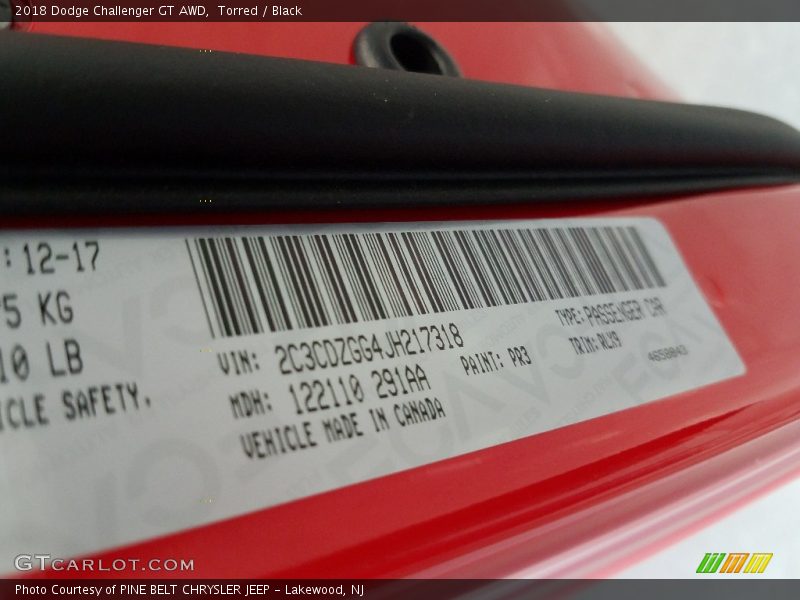 2018 Dodge Challenger GT AWD,  Torred / Black
: 12-17
5 KG
10 LB
ICLE SAFETY.
VIN: 2C3CDZGG4JH217318
MDH: 122110 291AA
VEHICLE MADE IN CANADA
PAINT: PR3
TYPE: PASSENGER CAR
TRIM: RLX9
GTCARLOT.COM
Photo Courtesy of PINE BELT CHRYSLER JEEP - Lakewood, NJ